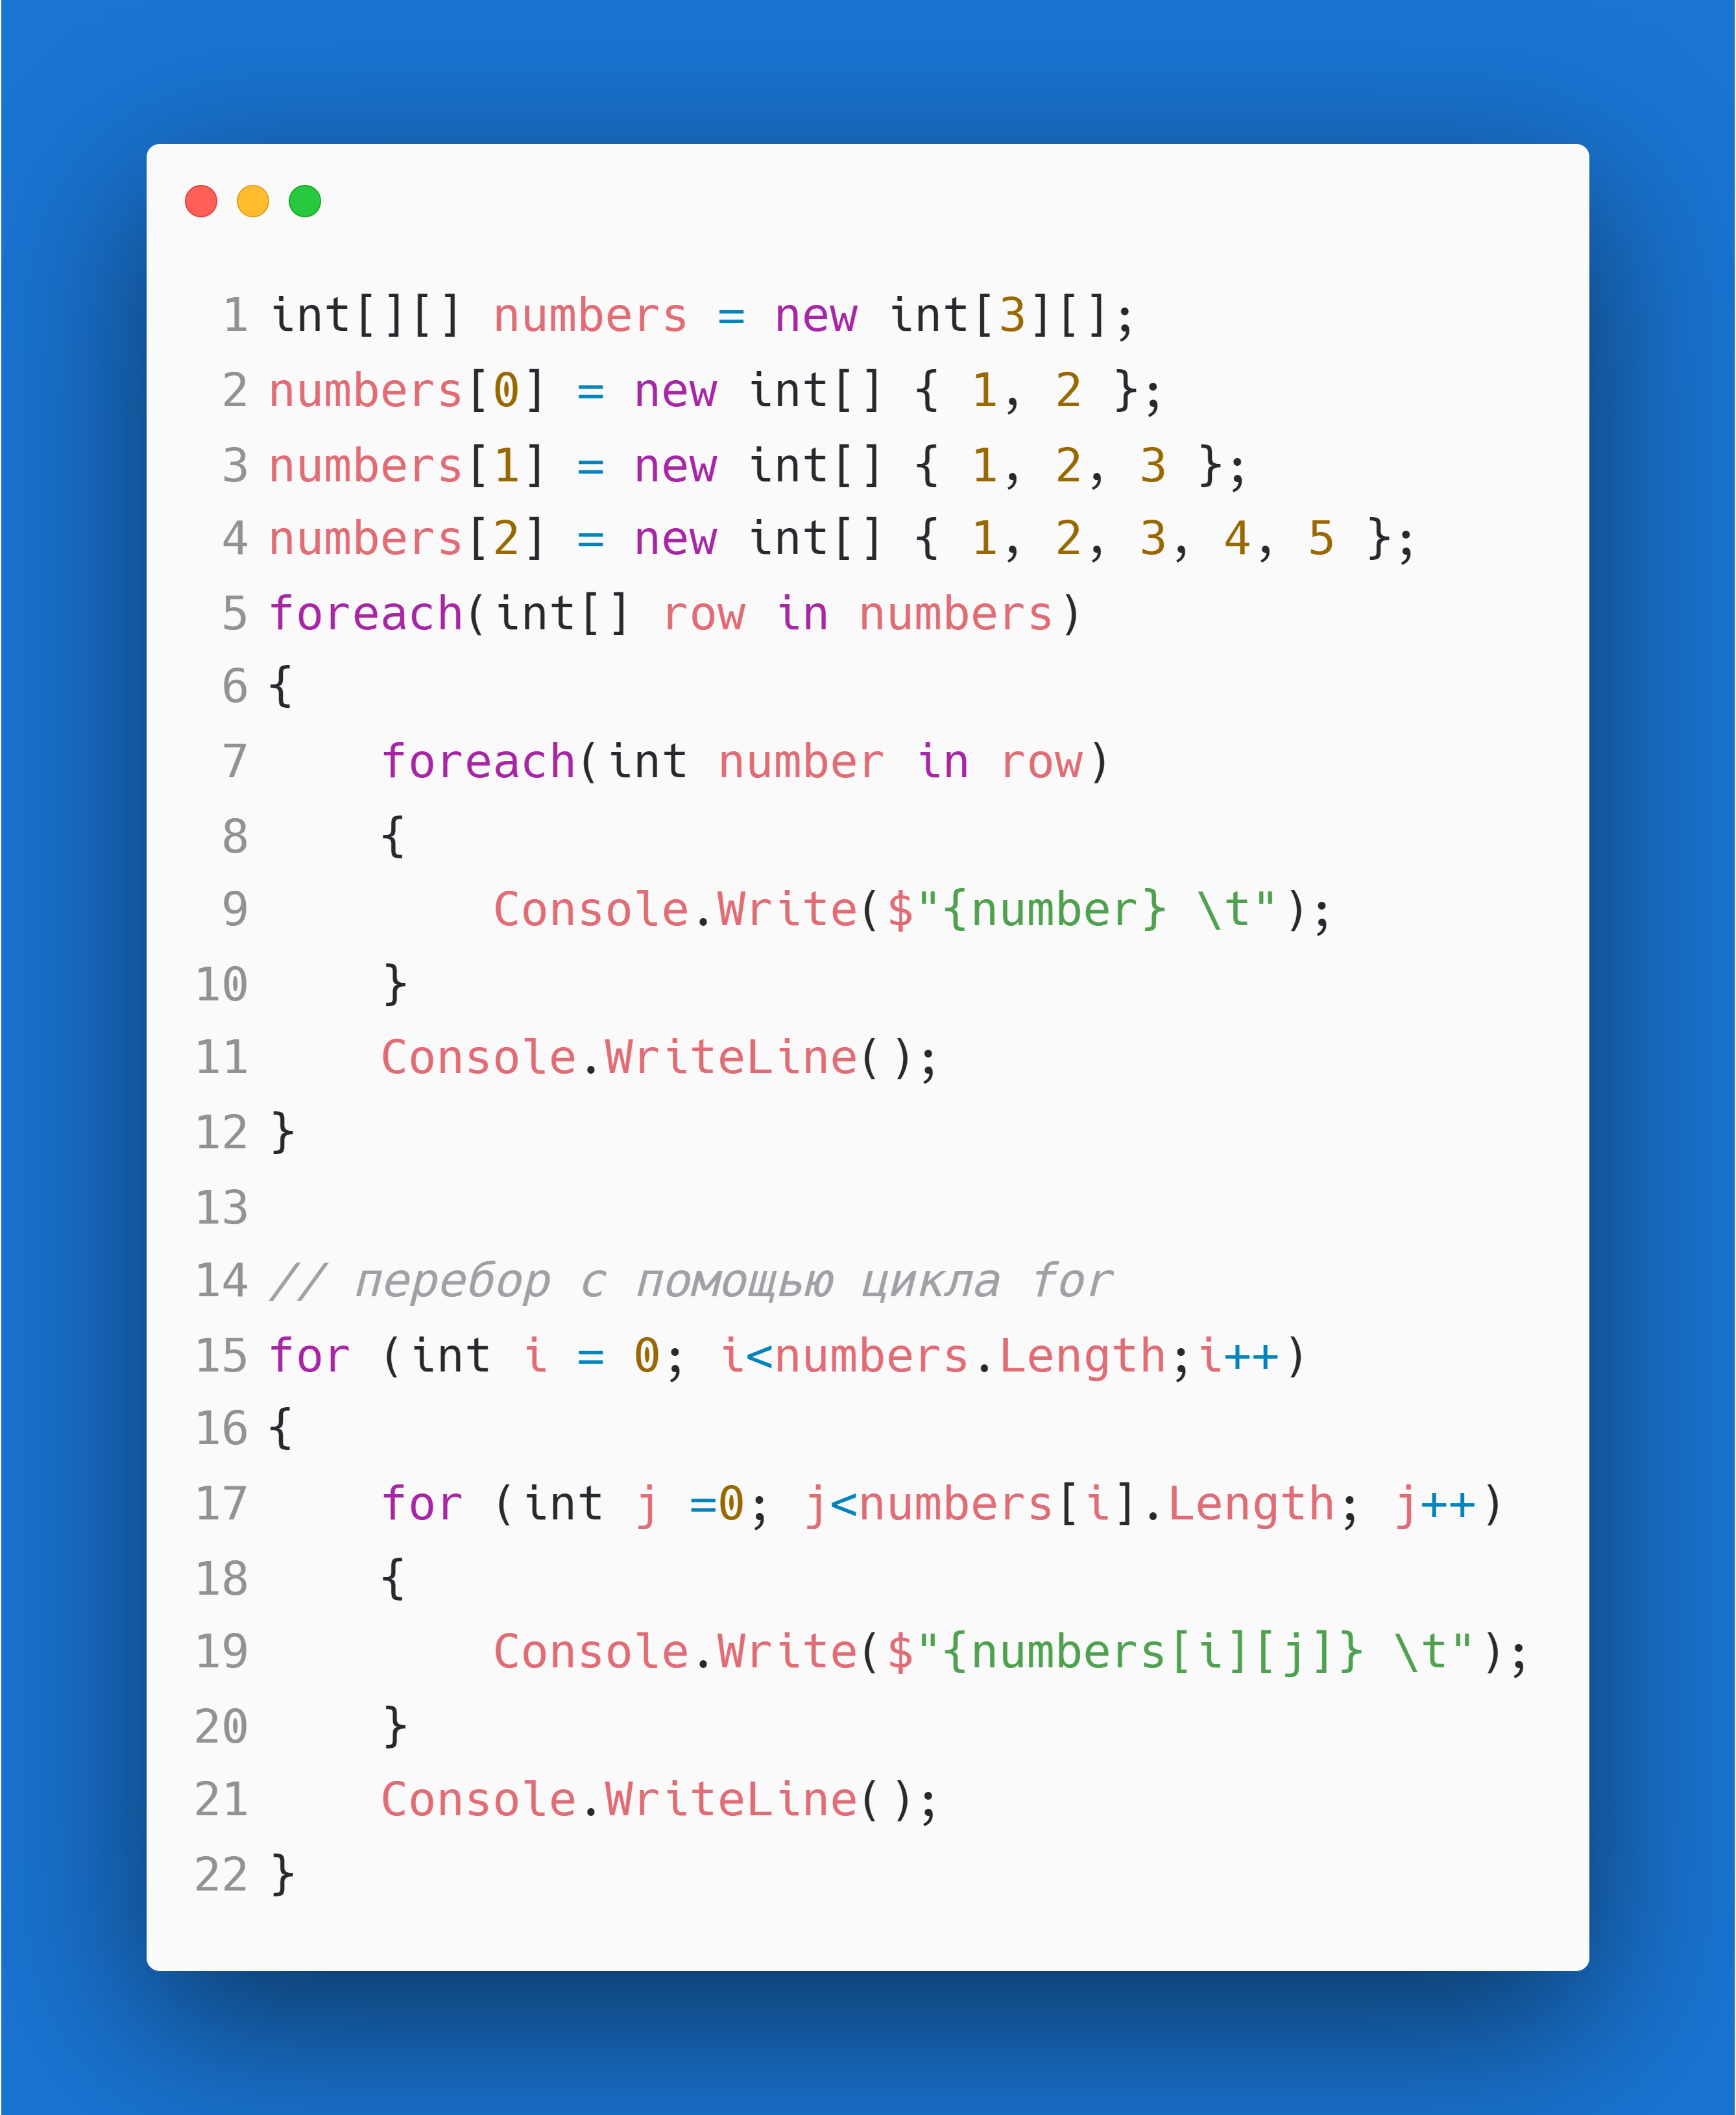 1 int[][] numbers = new int[3][];
2 numbers[0] = new int[] { 1, 2 };
3 numbers[1] = new int[] { 1, 2, 3 };
4 numbers[2] = new int[] { 1, 2, 3, 4, 5 };
5 foreach(int[] row in numbers)
6 {
7     foreach(int number in row)
8     {
9         Console.Write($"{number} \t");
10     }
11     Console.WriteLine();
12 }
13
14 // перебор с помощью цикла for
15 for (int i = 0; i<numbers.Length;i++)
16 {
17     for (int j =0; j<numbers[i].Length; j++)
18     {
19         Console.Write($"{numbers[i][j]} \t");
20     }
21     Console.WriteLine();
22 }